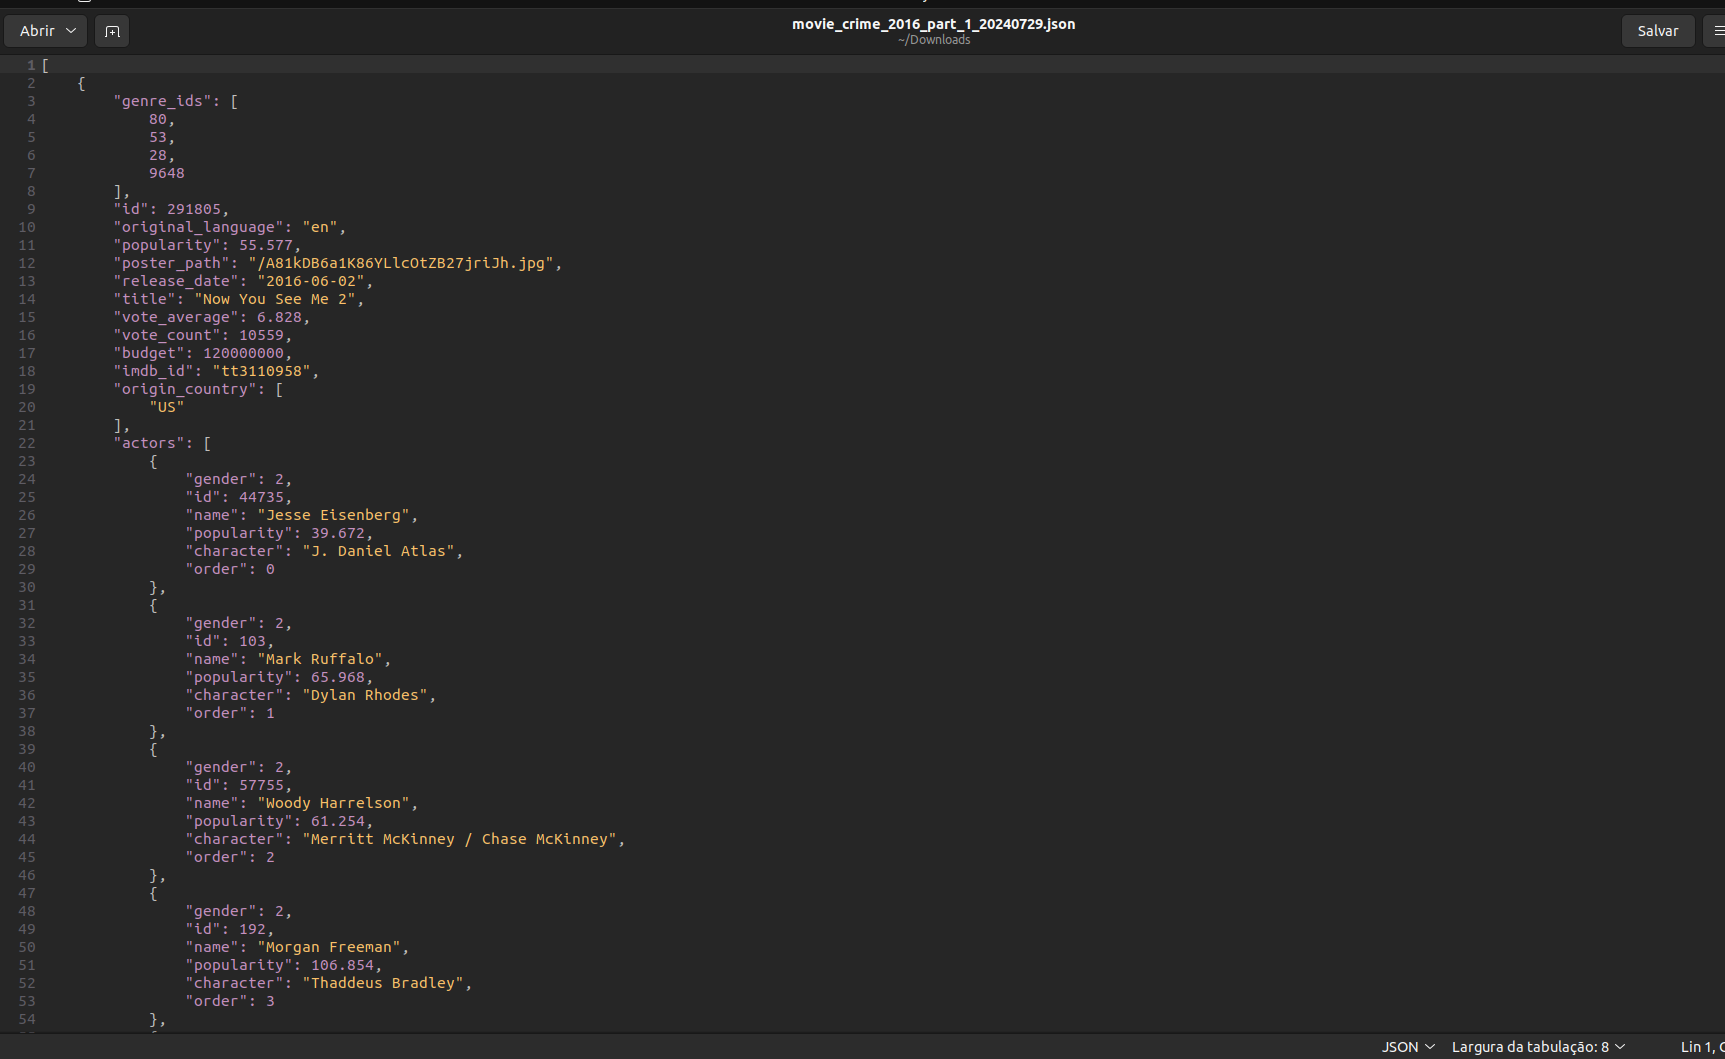 Abrir
movie_crime_2016_part_1_20240729.json
~/Downloads
Salvar
1 [
2     {
3         "genre_ids": [
4             80,
5             53,
6             28,
7             9648
8         ],
9         "id": 291805,
10         "original_language": "en",
11         "popularity": 55.577,
12         "poster_path": "/A81kDB6a1K86YLlcOtZB27jriJh.jpg",
13         "release_date": "2016-06-02",
14         "title": "Now You See Me 2",
15         "vote_average": 6.828,
16         "vote_count": 10559,
17         "budget": 120000000,
18         "imdb_id": "tt3110958",
19         "origin_country": [
20             "US"
21         ],
22         "actors": [
23             {
24                 "gender": 2,
25                 "id": 44735,
26                 "name": "Jesse Eisenberg",
27                 "popularity": 39.672,
28                 "character": "J. Daniel Atlas",
29                 "order": 0
30             },
31             {
32                 "gender": 2,
33                 "id": 103,
34                 "name": "Mark Ruffalo",
35                 "popularity": 65.968,
36                 "character": "Dylan Rhodes",
37                 "order": 1
38             },
39             {
40                 "gender": 2,
41                 "id": 57755,
42                 "name": "Woody Harrelson",
43                 "popularity": 61.254,
44                 "character": "Merritt McKinney / Chase McKinney",
45                 "order": 2
46             },
47             {
48                 "gender": 2,
49                 "id": 192,
50                 "name": "Morgan Freeman",
51                 "popularity": 106.854,
52                 "character": "Thaddeus Bradley",
53                 "order": 3
54             },
JSON Largura da tabulação: 8 Lin 1,